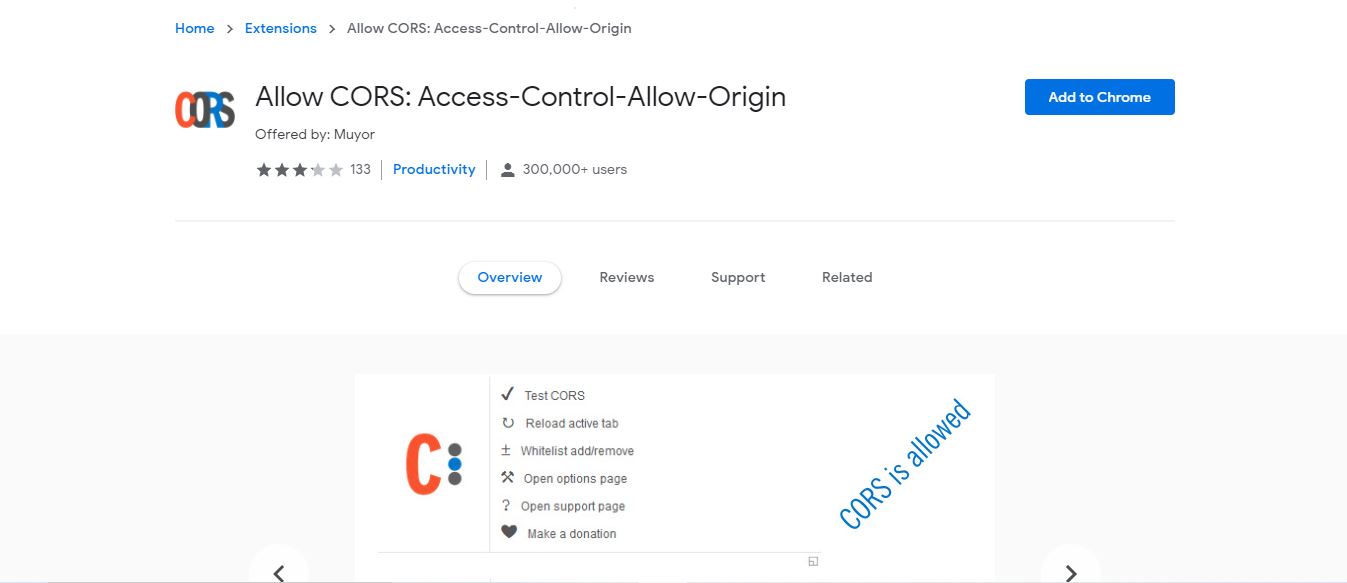 Home > Extensions > Allow CORS: Access-Control-Allow-Origin
CORS
Allow CORS: Access-Control-Allow-Origin
Add to Chrome
Offered by: Muyor
133 Productivity 300,000+ users
Overview Reviews Support Related
Test CORS
Reload active tab
± Whitelist add/remove
Open options page
? Open support page
Make a donation
C
CORS is allowed